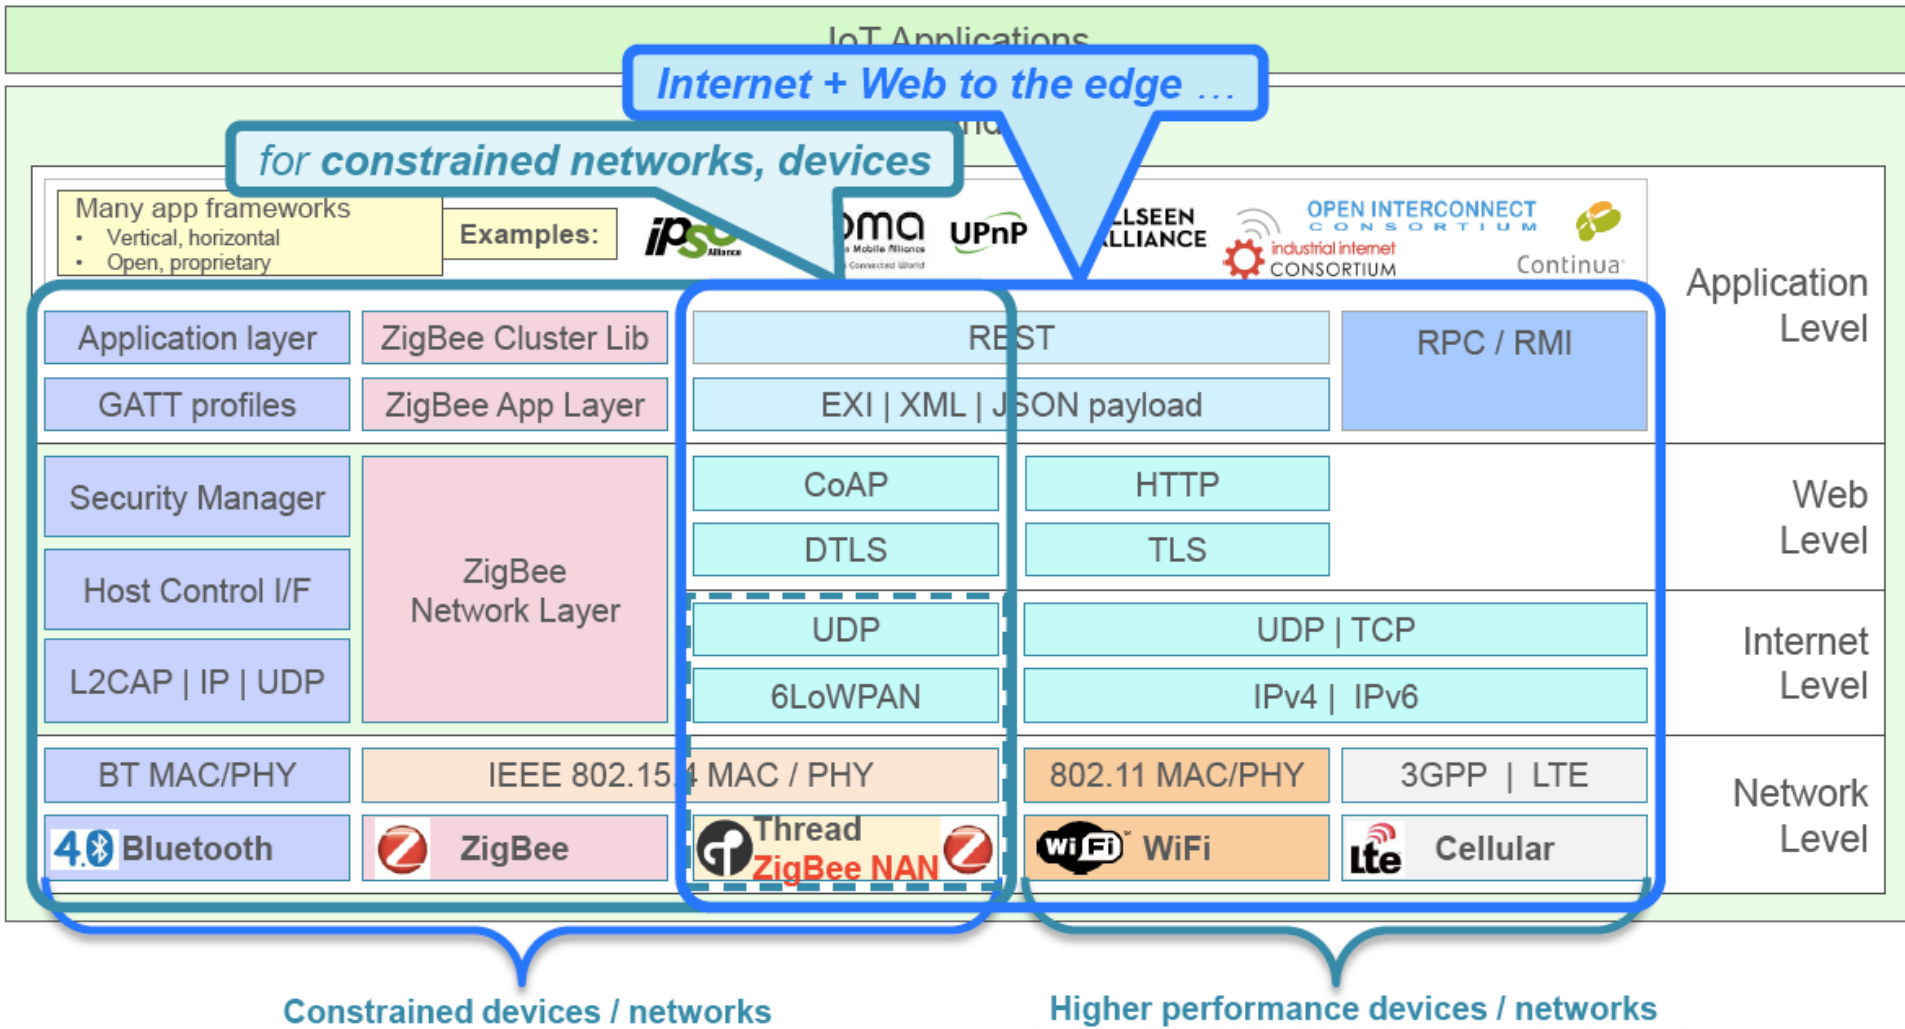 IoT Applications
Internet + Web to the edge ...
for constrained networks, devices
Many app frameworks
• Vertical, horizontal
• Open, proprietary
Examples:
Alliance
Mobile Alliance
Connected World
UPnP
OPEN INTERCONNECT
CONSORTIUM
industrial internet
CONSORTIUM
Continua
Application
Level
Application layer
ZigBee Cluster Lib
REST
RPC / RMI
GATT profiles
ZigBee App Layer
EXI | XML | JSON payload
Web
Level
Security Manager
ZigBee
Network Layer
CoAP
HTTP
DTLS
TLS
Host Control I/F
Internet
Level
UDP
UDP | TCP
L2CAP | IP | UDP
6LoWPAN
IPv4 | IPv6
Network
Level
BT MAC/PHY
IEEE 802.15.4 MAC / PHY
802.11 MAC/PHY
3GPP | LTE
4.0 Bluetooth
ZigBee
Thread
ZigBee NAN
WiFi WiFi
Lte Cellular
Constrained devices / networks
Higher performance devices / networks